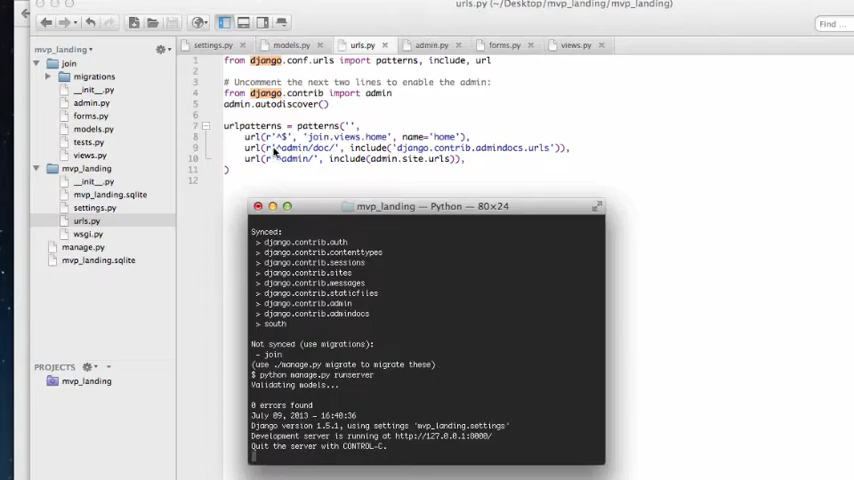 urls.py (~/Desktop/mvp_landing/mvp_landing)
Find ...
mvp_landing
settings.py models.py urls.py admin.py forms.py views.py
join
migrations
__init__.py
admin.py
forms.py
models.py
tests.py
views.py
mvp_landing
__init__.py
mvp_landing.sqlite
settings.py
urls.py
wsgi.py
manage.py
mvp_landing.sqlite
PROJECTS
mvp_landing
1 from django.conf.urls import patterns, include, url
2
3 # Uncomment the next two lines to enable the admin:
4 from django.contrib import admin
5 admin.autodiscover()
6
7 urlpatterns = patterns('',
8 url(r'^$', 'join.views.home', name='home'),
9 url(r'^admin/doc/', include('django.contrib.admindocs.urls')),
10 url(r'^admin/', include(admin.site.urls)),
11 )
12
mvp_landing — Python — 80×24
Synced:
> django.contrib.auth
> django.contrib.contenttypes
> django.contrib.sessions
> django.contrib.sites
> django.contrib.messages
> django.contrib.staticfiles
> django.contrib.admin
> django.contrib.admindocs
> south
Not synced (use migrations):
- join
(use ./manage.py migrate to migrate these)
$ python manage.py runserver
Validating models...
0 errors found
July 09, 2013 - 16:40:36
Django version 1.5.1, using settings 'mvp_landing.settings'
Development server is running at http://127.0.0.1:8000/
Quit the server with CONTROL-C.